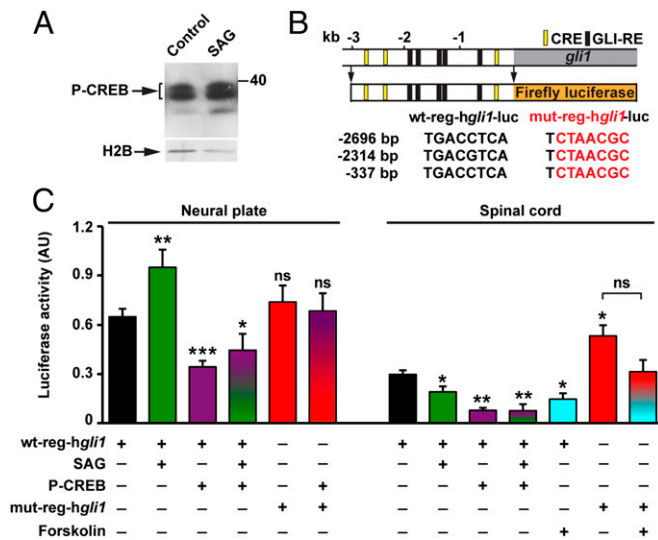 A
Control
SAG
P-CREB
40
H2B
B
kb -3 -2 -1
CRE GLI-RE
gli1
Firefly luciferase
wt-reg-hgli1-luc mut-reg-hgli1-luc
-2696 bp TGACCTCA TCTAACGC
-2314 bp TGACGTCA TCTAACGC
-337 bp TGACCTCA TCTAACGC
C
Neural plate Spinal cord
Luciferase activity (AU)
1.2
0.9
0.6
0.3
0
** *** * ns ns
* ** ** * * ns
wt-reg-hgli1 + + + + – – + + + + + – –
SAG – + – + – – – + – + – – –
P-CREB – – + + – + – – + + – – –
mut-reg-hgli1 – – – – + + – – – – – + +
Forskolin – – – – – – – – – – + – +